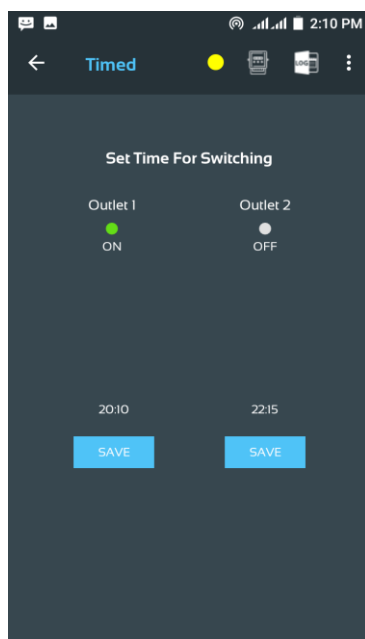 2:10 PM
Timed
LOG
Set Time For Switching
Outlet 1 Outlet 2
ON OFF
20:10 22:15
SAVE SAVE